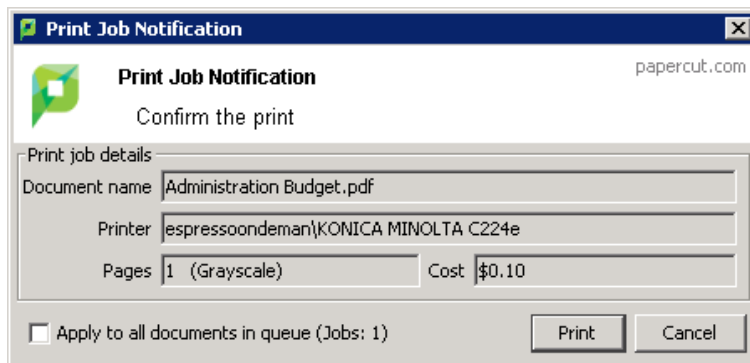 Print Job Notification
Print Job Notification
papercut.com
Confirm the print
Print job details
Document name Administration Budget.pdf
Printer espressoondeman\KONICA MINOLTA C224e
Pages 1 (Grayscale) Cost $0.10
Apply to all documents in queue (Jobs: 1) Print Cancel